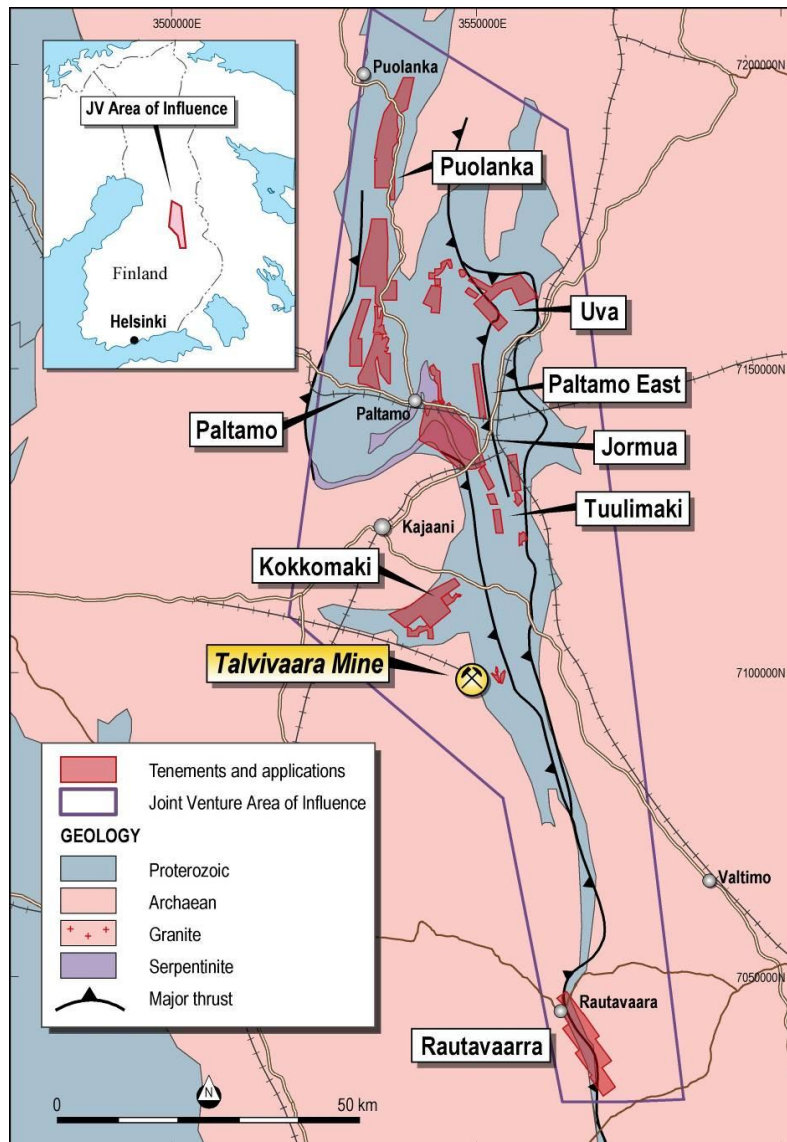 3500000E
3550000E
7200000N
Puolanka
JV Area of Influence
Puolanka
Finland
Helsinki
Uva
7150000N
Paltamo East
Paltamo
Paltamo
Jormua
Tuulimaki
Kajaani
Kokkomaki
Talvivaara Mine
7100000N
Tenements and applications
Joint Venture Area of Influence
GEOLOGY
Proterozoic
Archaean
Granite
Serpentinite
Major thrust
Valtimo
7050000N
Rautavaara
Rautavaarra
N
0
50 km